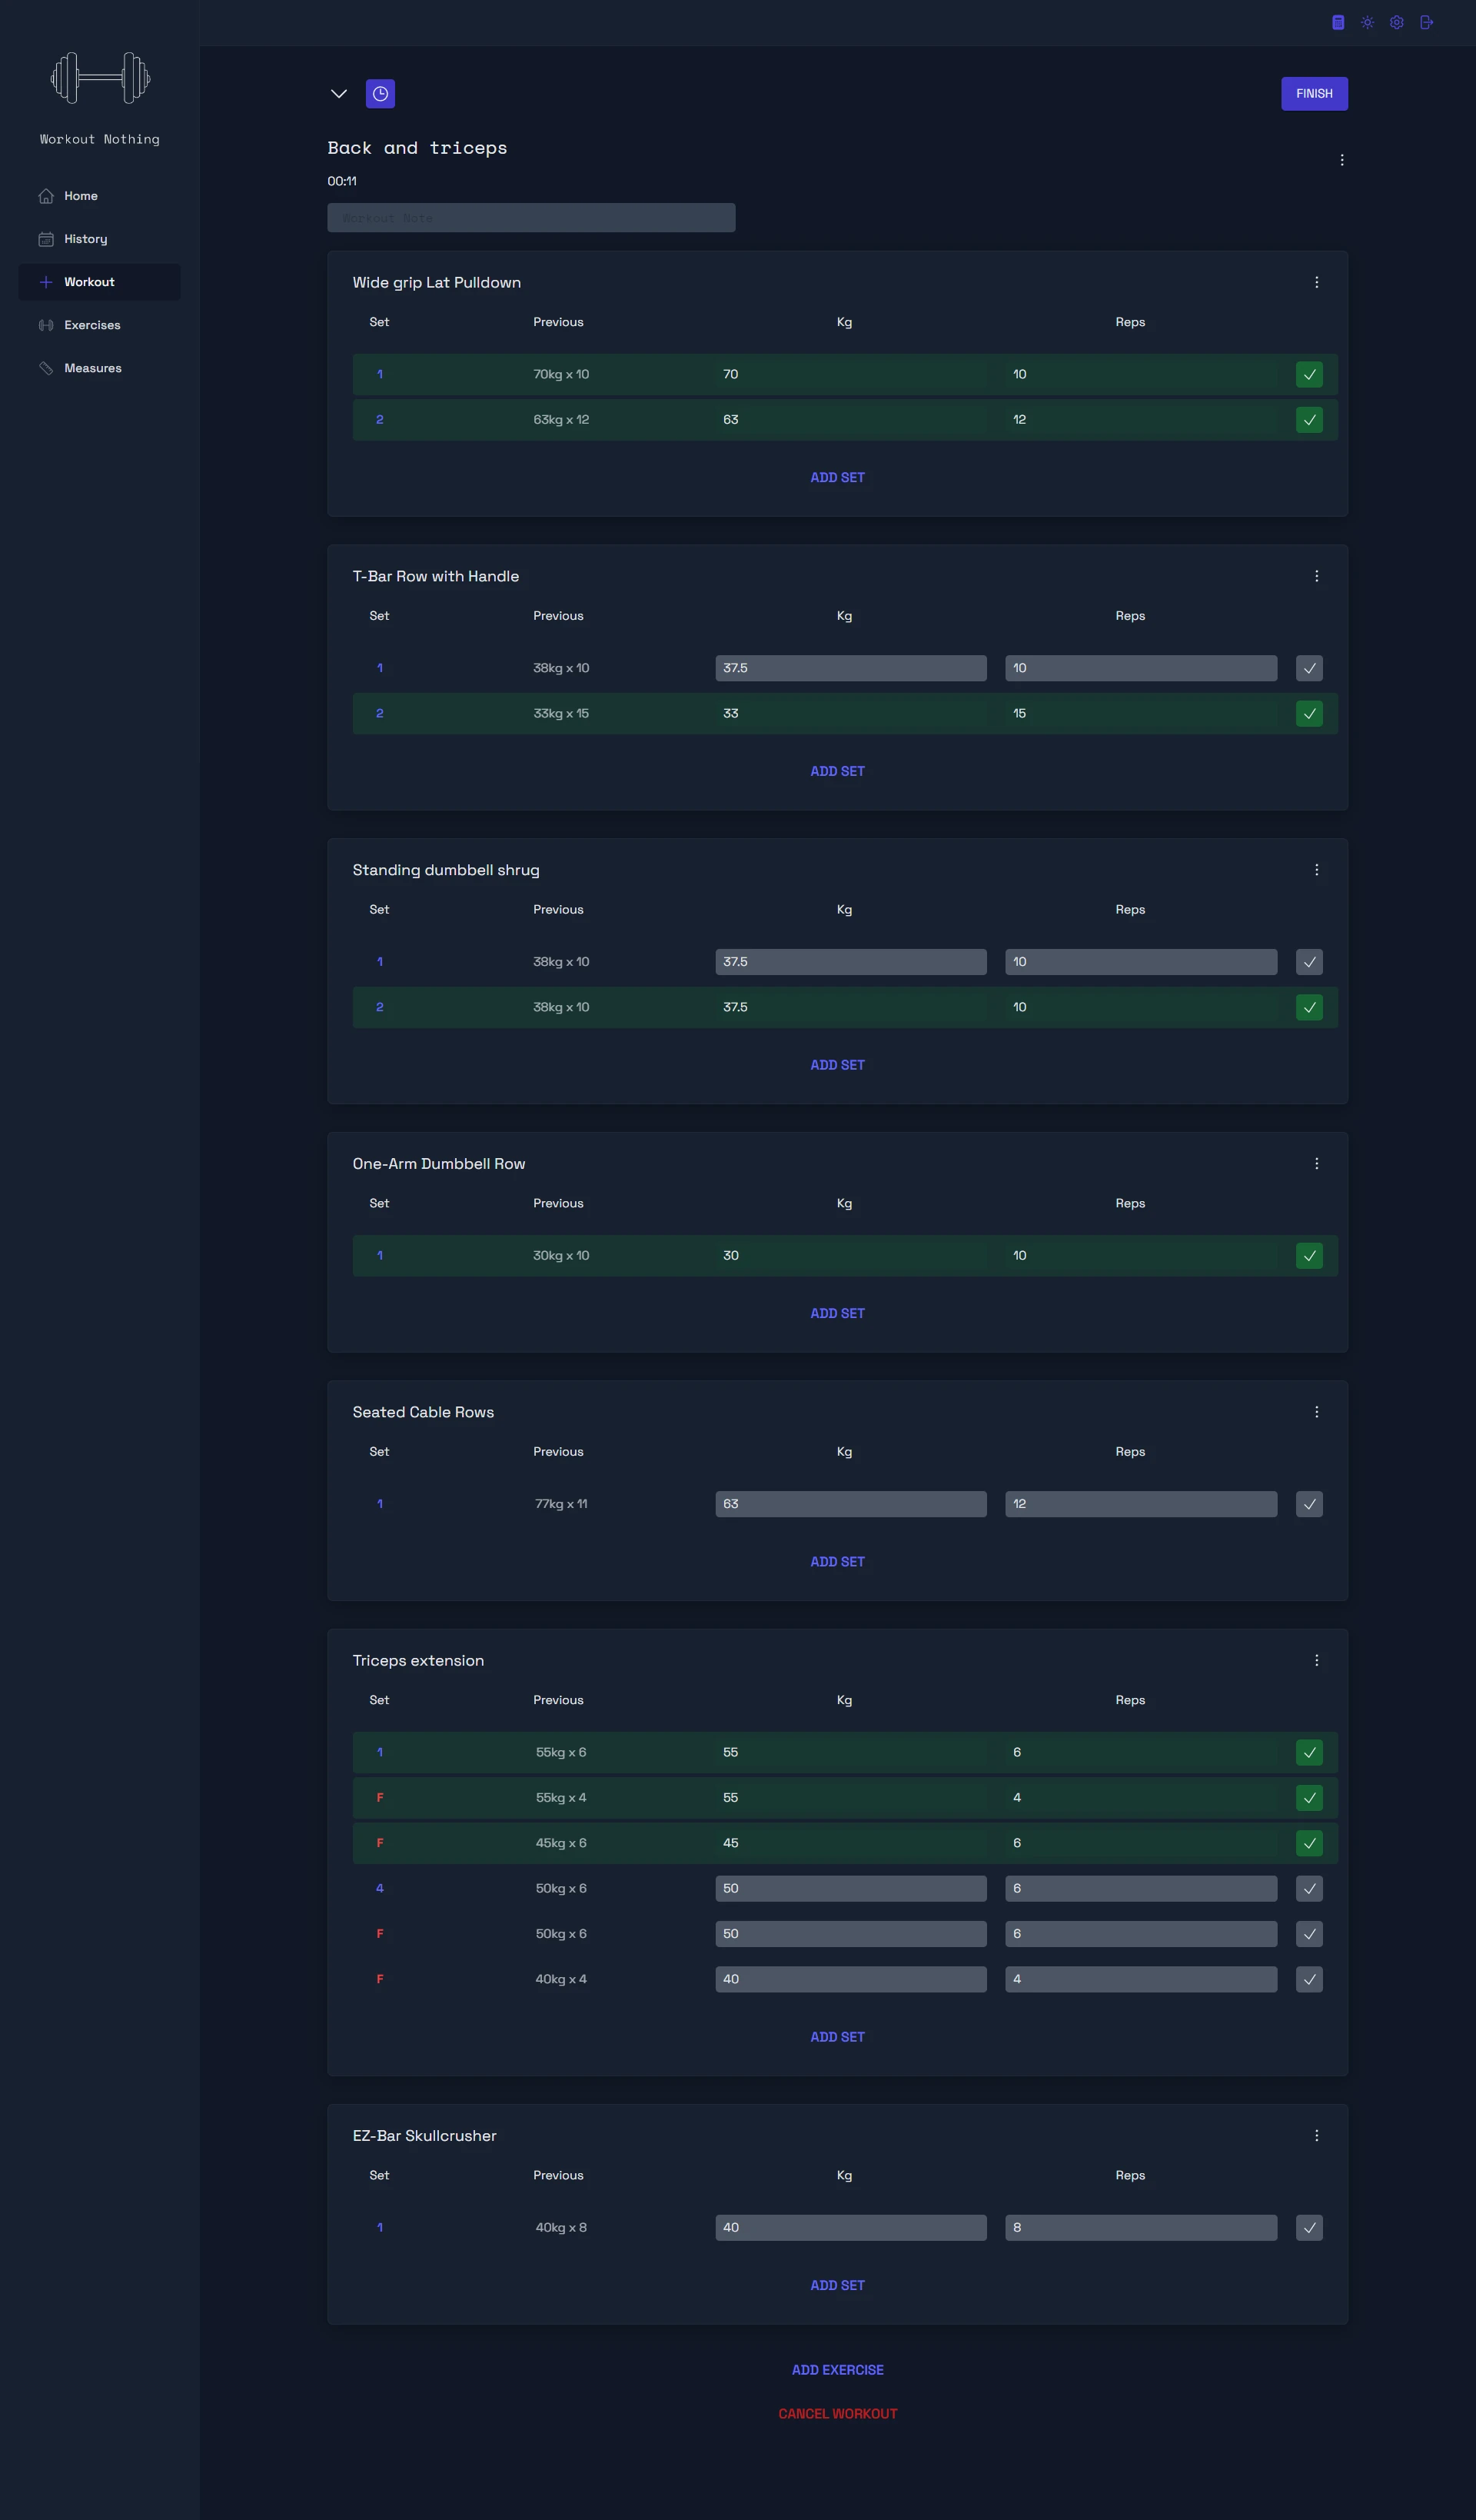 Workout Nothing
Home
History
Workout
Exercises
Measures
FINISH
Back and triceps
00:11
Workout Note
Wide grip Lat Pulldown
Set Previous Kg Reps
1 70kg x 10 70 10
2 63kg x 12 63 12
ADD SET
T-Bar Row with Handle
Set Previous Kg Reps
1 38kg x 10 37.5 10
2 33kg x 15 33 15
ADD SET
Standing dumbbell shrug
Set Previous Kg Reps
1 38kg x 10 37.5 10
2 38kg x 10 37.5 10
ADD SET
One-Arm Dumbbell Row
Set Previous Kg Reps
1 30kg x 10 30 10
ADD SET
Seated Cable Rows
Set Previous Kg Reps
1 77kg x 11 63 12
ADD SET
Triceps extension
Set Previous Kg Reps
1 55kg x 6 55 6
F 55kg x 4 55 4
F 45kg x 6 45 6
4 50kg x 6 50 6
F 50kg x 6 50 6
F 40kg x 4 40 4
ADD SET
EZ-Bar Skullcrusher
Set Previous Kg Reps
1 40kg x 8 40 8
ADD SET
ADD EXERCISE
CANCEL WORKOUT